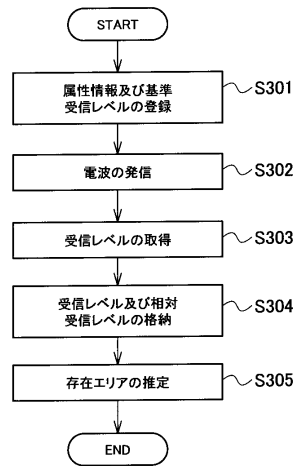 START
属性情報及び基準
受信レベルの登録
S301
電波の発信
S302
受信レベルの取得
S303
受信レベル及び相対
受信レベルの格納
S304
存在エリアの推定
S305
END